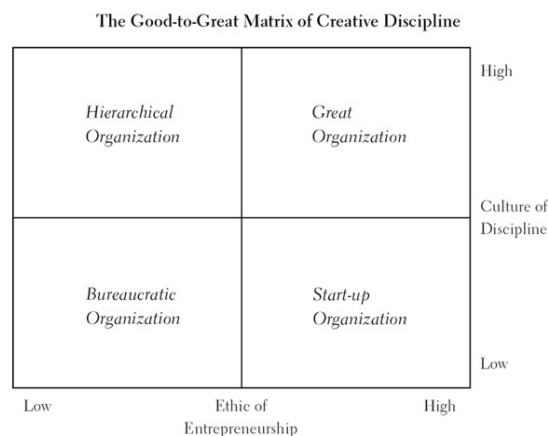 The Good-to-Great Matrix of Creative Discipline
High
Hierarchical
Organization
Great
Organization
Culture of
Discipline
Bureaucratic
Organization
Start-up
Organization
Low
Low
Ethic of
Entrepreneurship
High